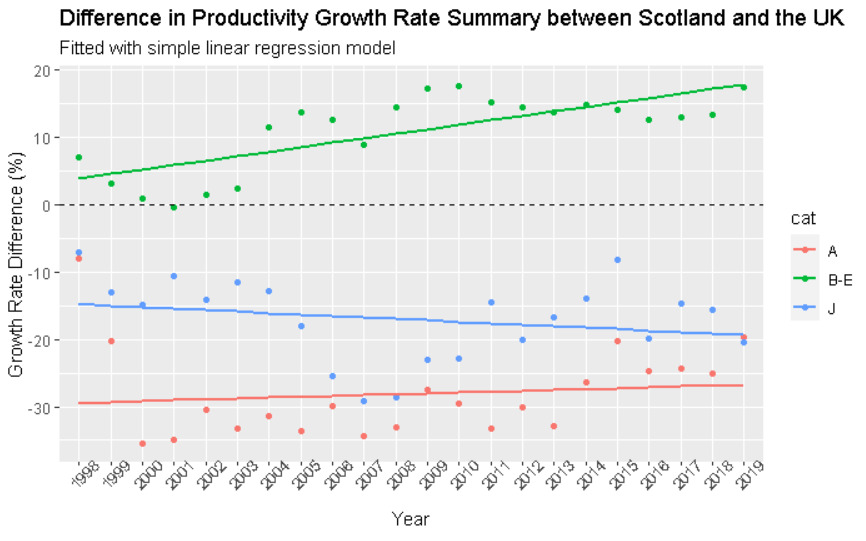 Difference in Productivity Growth Rate Summary between Scotland and the UK
Fitted with simple linear regression model
Growth Rate Difference (%)
20
10
0
-10
-20
-30
1998 1999 2000 2001 2002 2003 2004 2005 2006 2007 2008 2009 2010 2011 2012 2013 2014 2015 2016 2017 2018 2019
Year
cat
A
B-E
J